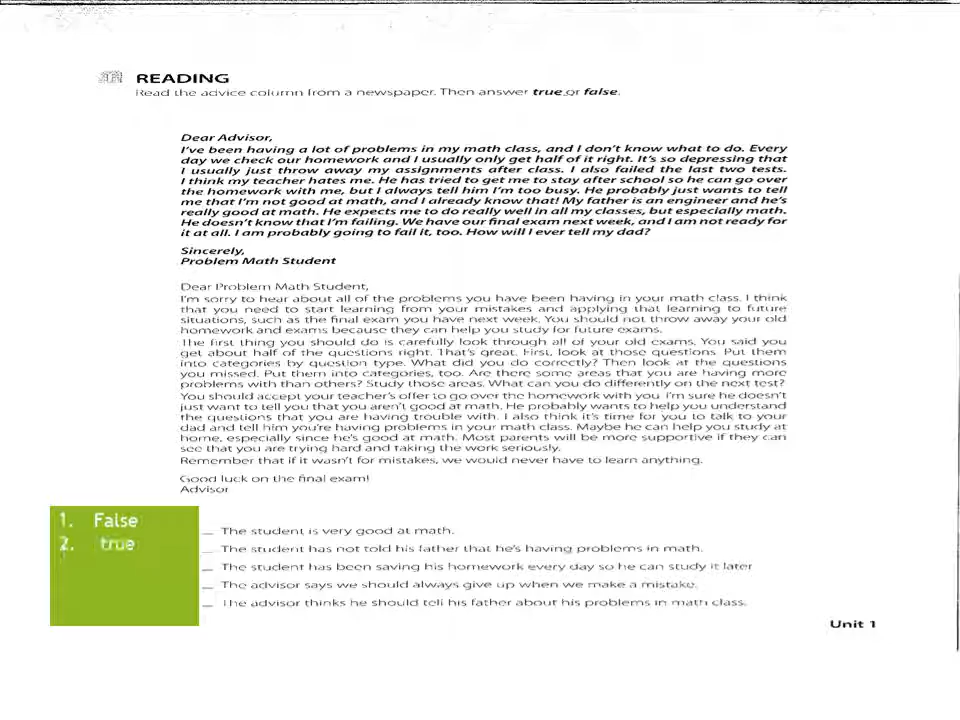 READING
Read the advice column from a newspaper. Then answer true or false.
Dear Advisor,
I've been having a lot of problems in my math class, and I don't know what to do. Every
day we check our homework and I usually only get half of it right. It's so depressing that
I usually just throw away my assignments after class. I also failed the last two tests.
I think my teacher hates me. He has tried to get me to stay after school so he can go over
the homework with me, but I always tell him I'm too busy. He probably just wants to tell
me that I'm not good at math, and I already know that! My father is an engineer and he's
really good at math. He expects me to do really well in all my classes, but especially math.
He doesn't know that I'm failing. We have our final exam next week, and I am not ready for
it at all. I am probably going to fail it, too. How will I ever tell my dad?
Sincerely,
Problem Math Student
Dear Problem Math Student,
I'm sorry to hear about all of the problems you have been having in your math class. I think
that you need to start learning from your mistakes and applying that learning to future
situations, such as the final exam you have next week. You should not throw away your old
homework and exams because they can help you study for future exams.
The first thing you should do is carefully look through all of your old exams. You said you
get about half of the questions right. That's great. First, look at those questions. Put them
into categories by question type. What did you do correctly? Then look at the questions
you missed. Put them into categories, too. Are there some areas that you are having more
problems with than others? Study those areas. What can you do differently on the next test?
You should accept your teacher's offer to go over the homework with you. I'm sure he doesn't
just want to tell you that you aren't good at math. He probably wants to help you understand
the questions that you are having trouble with. I also think it's time for you to talk to your
dad and tell him you're having problems in your math class. Maybe he can help you study at
home, especially since he's good at math. Most parents will be more supportive if they can
see that you are trying hard and taking the work seriously.
Remember that if it wasn't for mistakes, we would never have to learn anything.
Good luck on the final exam!
Advisor
1. False
2. true
_ The student is very good at math.
_ The student has not told his father that he's having problems in math.
_ The student has been saving his homework every day so he can study it later
_ The advisor says we should always give up when we make a mistake.
_ The advisor thinks he should tell his father about his problems in math class.
Unit 1